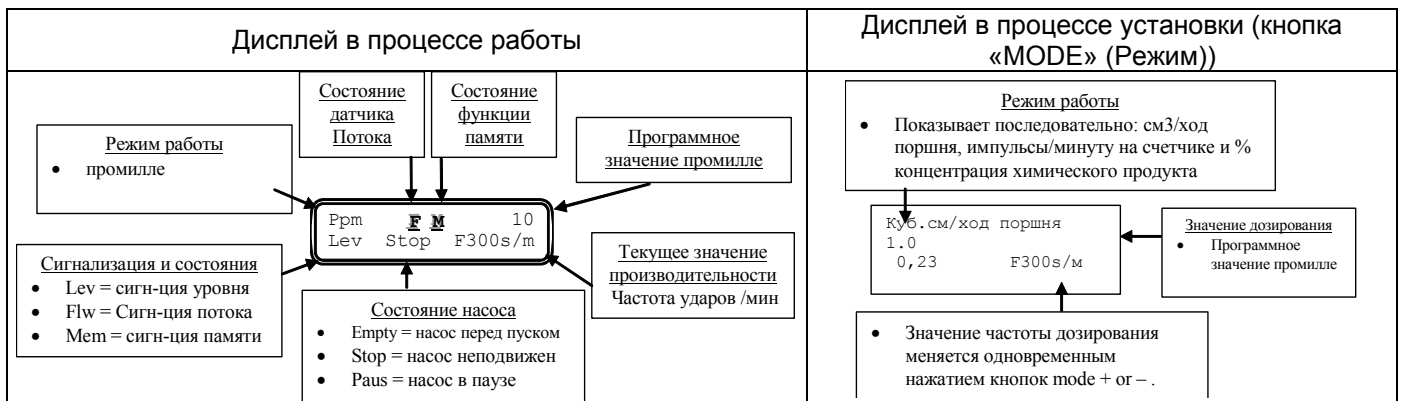 Дисплей в процессе работы
Дисплей в процессе установки (кнопка
«MODE» (Режим))
Режим работы
• промилле
Состояние
датчика
Потока
Состояние
функции
памяти
Программное
значение промилле
Ppm F M 10
Lev Stop F300s/m
Сигнализация и состояния
• Lev = сигн-ция уровня
• Flw = Сигн-ция потока
• Mem = сигн-ция памяти
Состояние насоса
• Empty = насос перед пуском
• Stop = насос неподвижен
• Paus = насос в паузе
Текущее значение
производительности
Частота ударов /мин
Режим работы
• Показывает последовательно: см3/ход
поршня, импульсы/минуту на счетчике и %
концентрация химического продукта
Куб.см/ход поршня
1.0
0,23 F300s/м
Значение дозирования
• Программное
значение промилле
• Значение частоты дозирования
меняется одновременным
нажатием кнопок mode + or – .